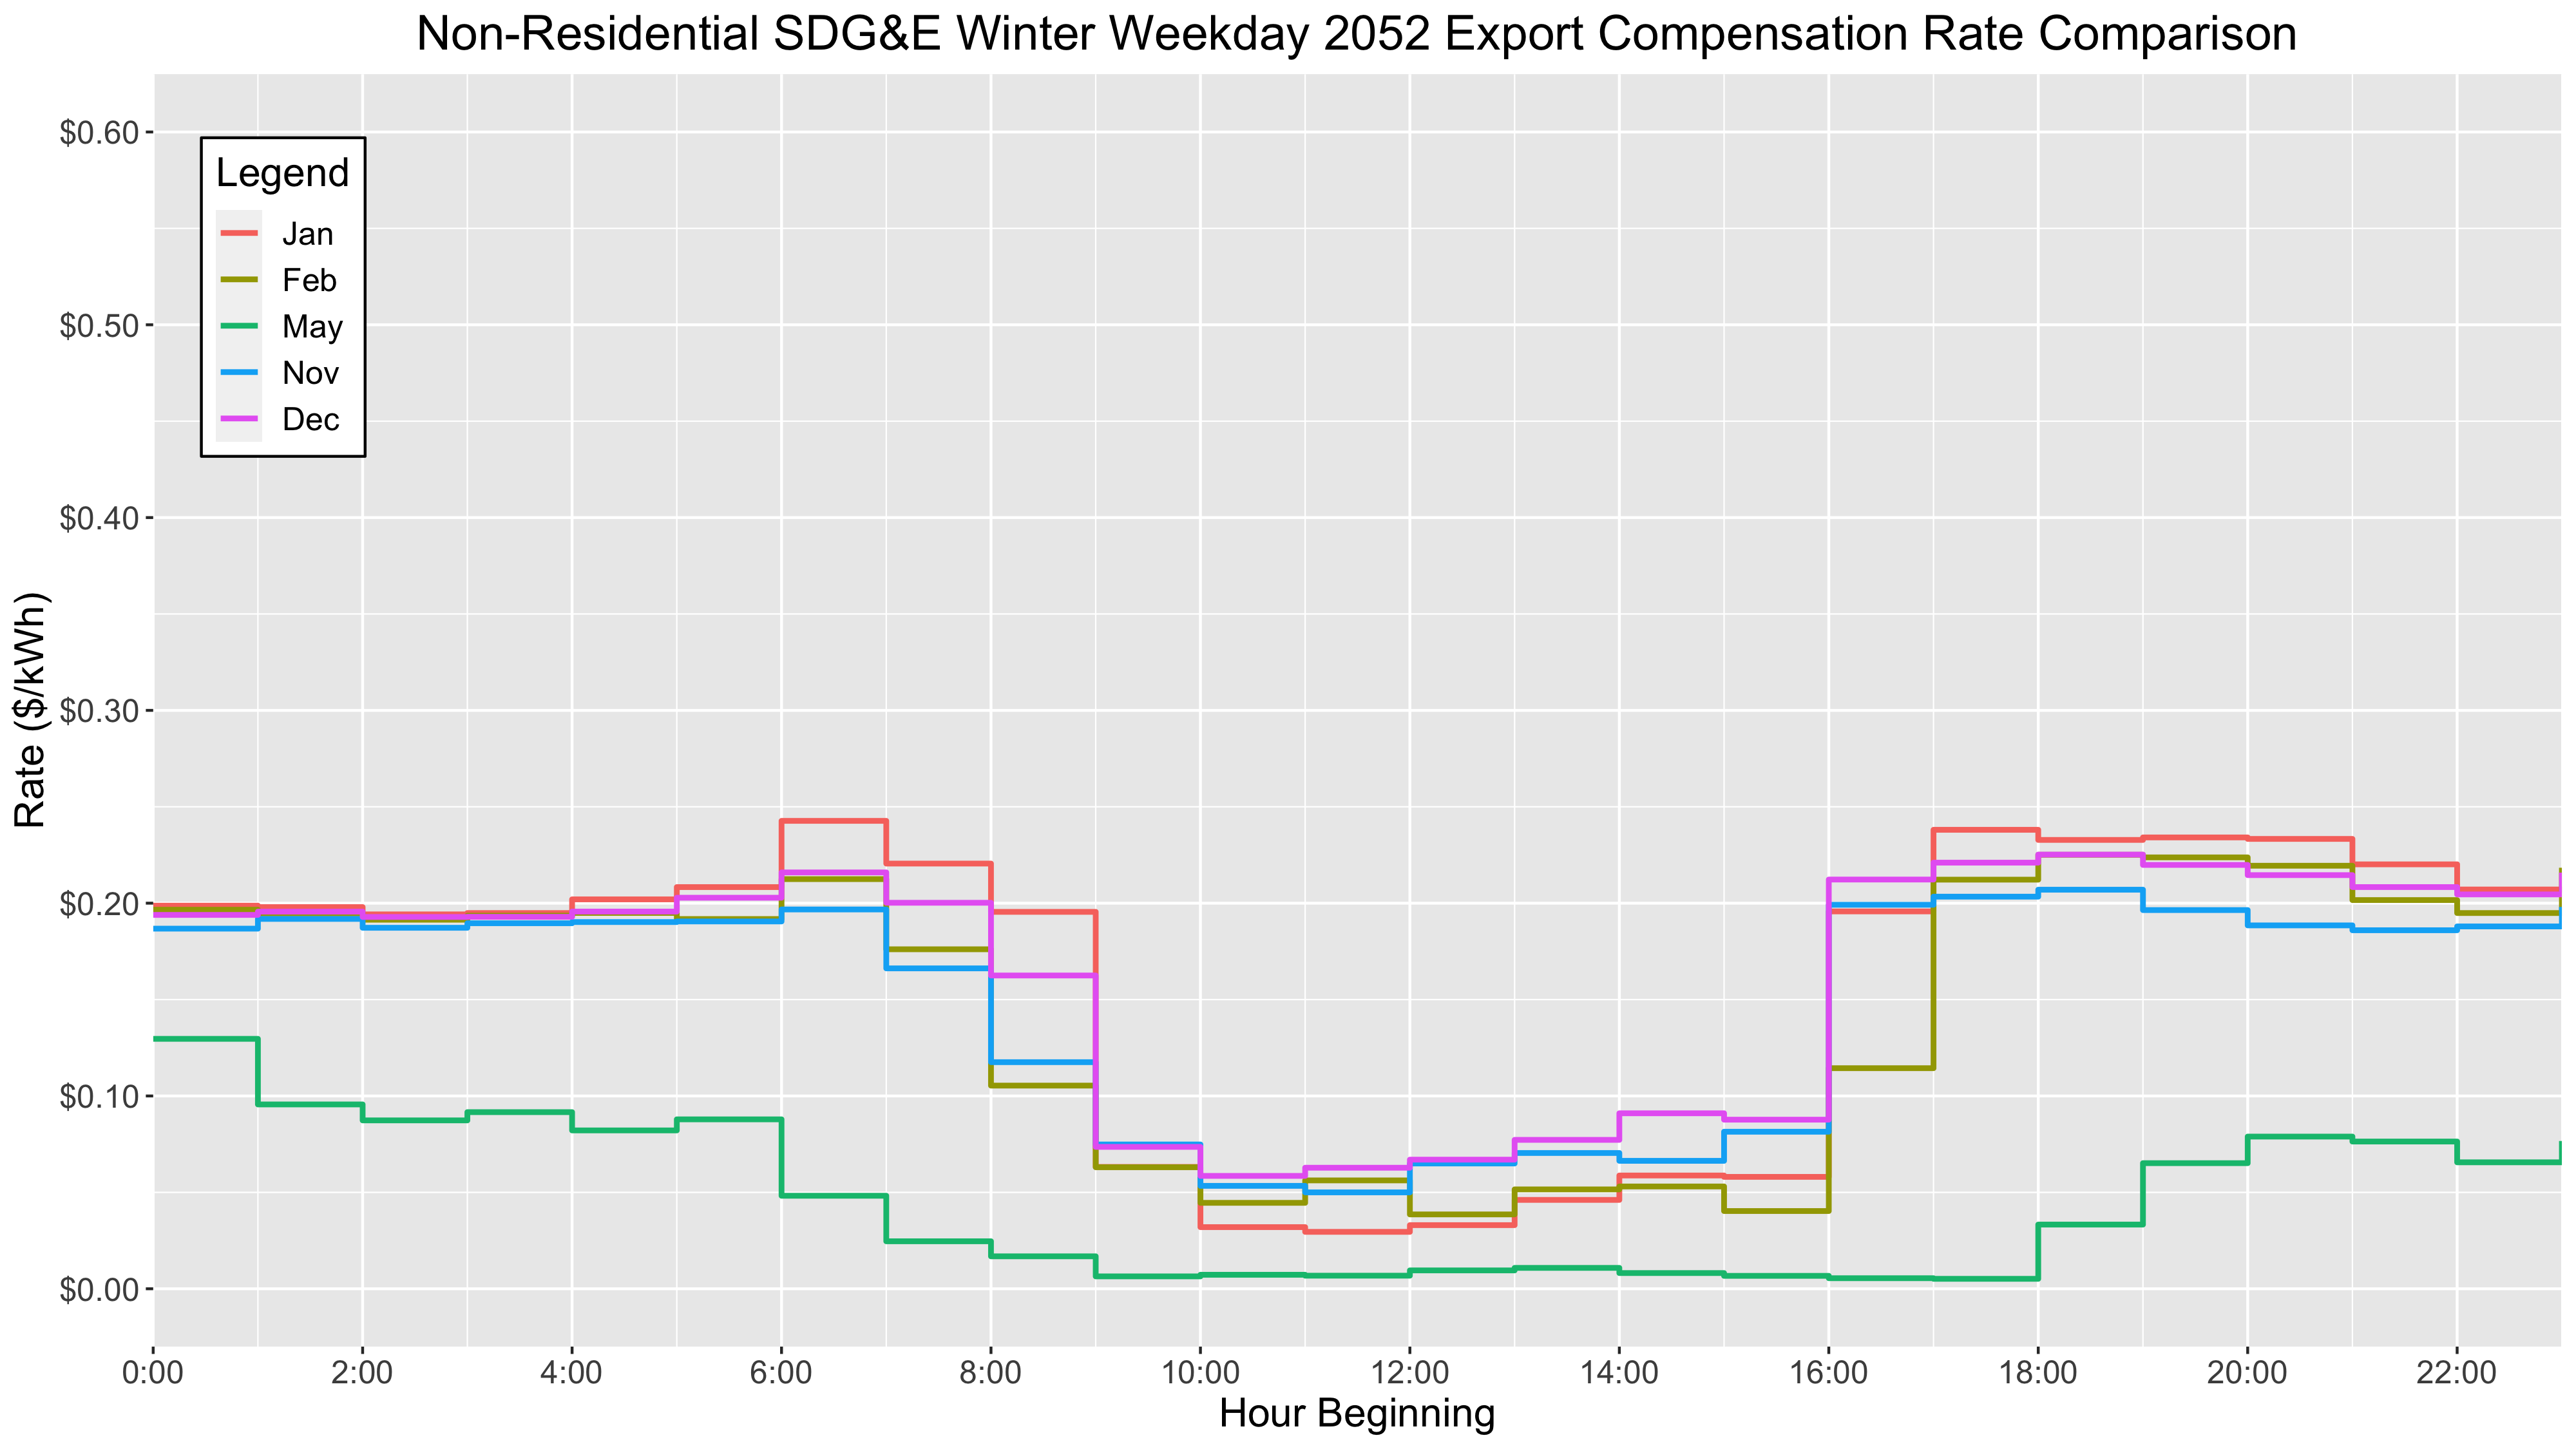 Non-Residential SDG&E Winter Weekday 2052 Export Compensation Rate Comparison
$0.60
$0.50
$0.40
$0.30
$0.20
$0.10
$0.00
Rate ($/kWh)
Legend
Jan
Feb
May
Nov
Dec
0:00 2:00 4:00 6:00 8:00 10:00 12:00 14:00 16:00 18:00 20:00 22:00
Hour Beginning